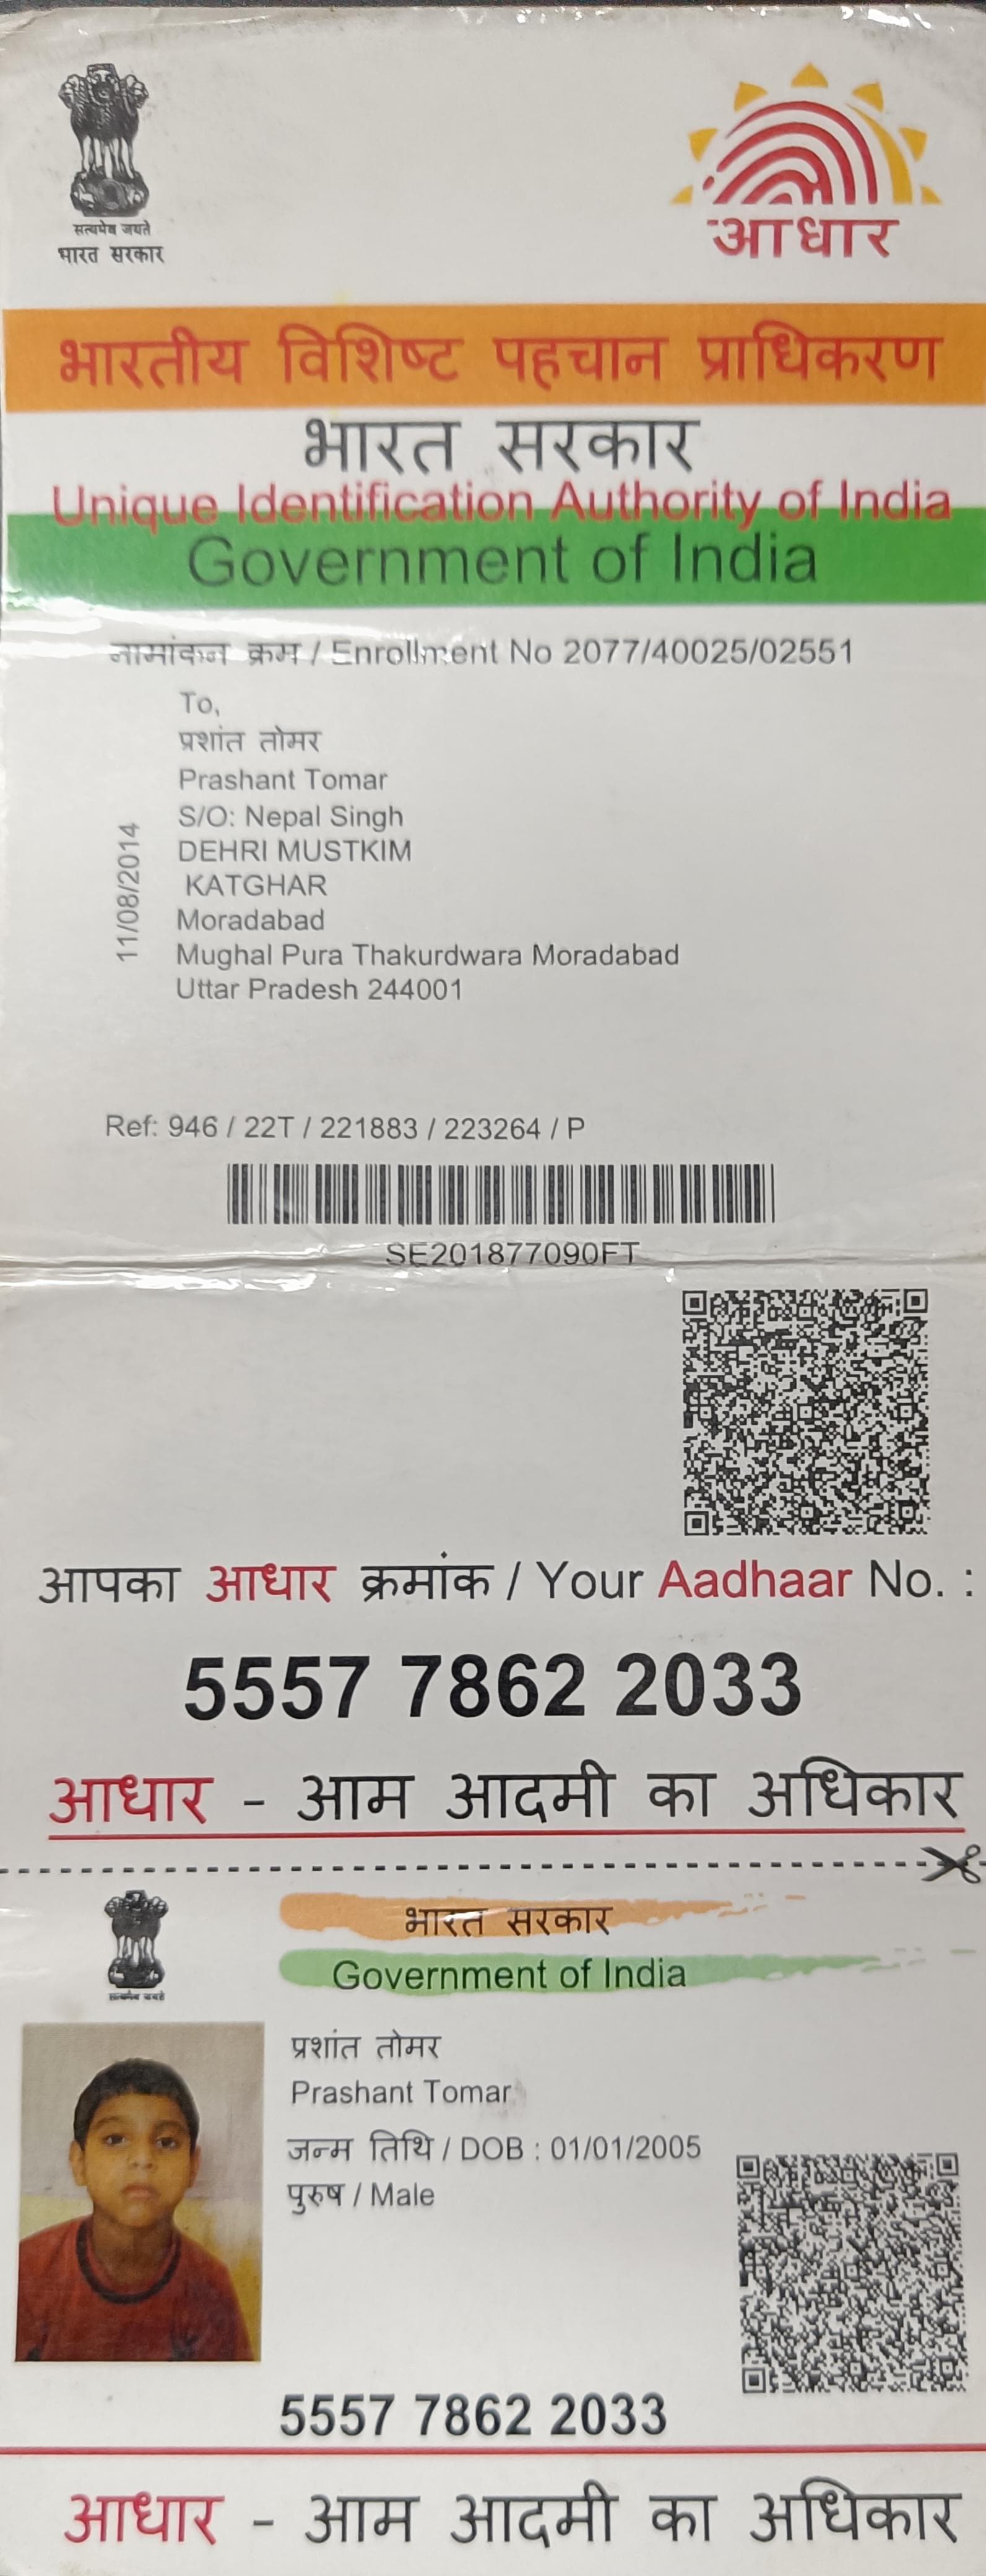 सत्यमेव जयते
भारत सरकार
आधार
भारतीय विशिष्ट पहचान प्राधिकरण
भारत सरकार
Unique Identification Authority of India
Government of India
नामांकन क्रम / Enrollment No 2077/40025/02551
To,
प्रशांत तोमर
Prashant Tomar
S/O: Nepal Singh
DEHRI MUSTKIM
KATGHAR
Moradabad
Mughal Pura Thakurdwara Moradabad
Uttar Pradesh 244001
11/08/2014
Ref: 946 / 22T / 221883 / 223264 / P
SE201877090FT
आपका आधार क्रमांक / Your Aadhaar No. :
5557 7862 2033
आधार - आम आदमी का अधिकार
सत्यमेव जयते
भारत सरकार
Government of India
प्रशांत तोमर
Prashant Tomar
जन्म तिथि / DOB : 01/01/2005
पुरुष / Male
5557 7862 2033
आधार - आम आदमी का अधिकार